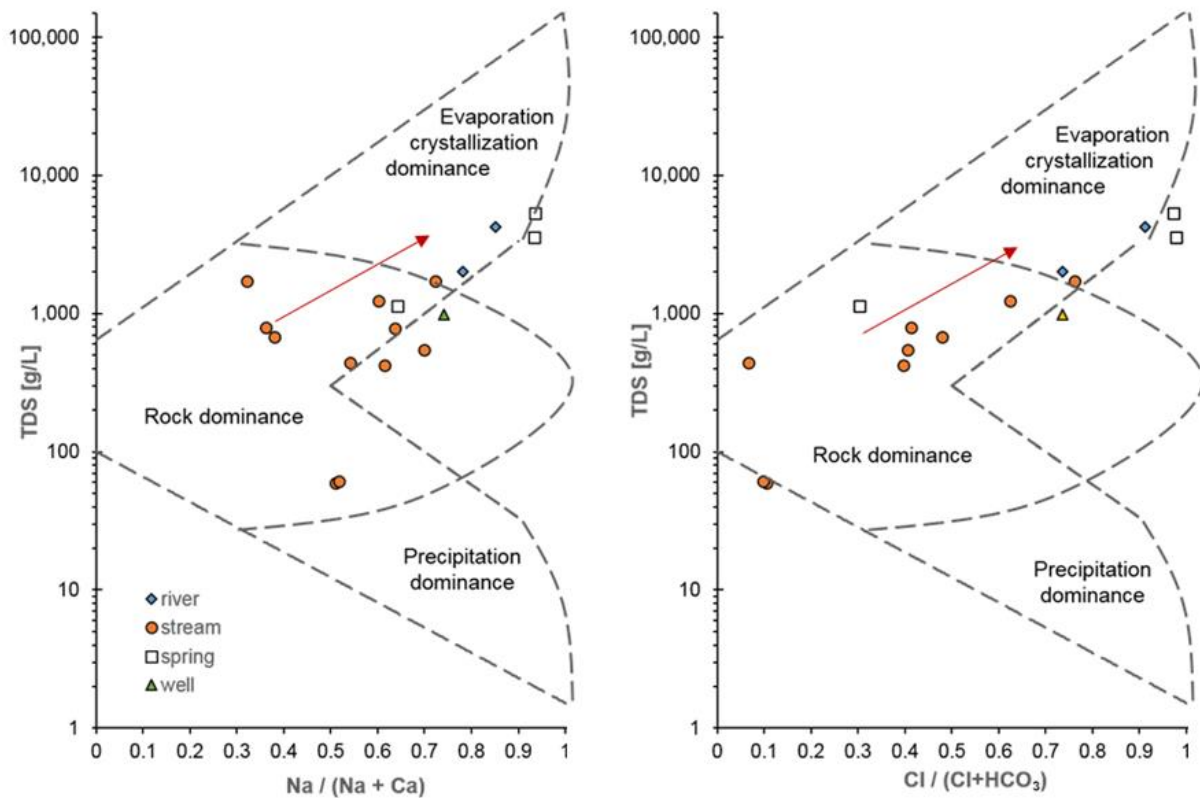 100,000
10,000
1,000
100
10
1
TDS [g/L]
Evaporation
crystallization
dominance
Rock dominance
Precipitation
dominance
river
stream
spring
well
0 0.1 0.2 0.3 0.4 0.5 0.6 0.7 0.8 0.9 1
Na / (Na + Ca)
100,000
10,000
1,000
100
10
1
TDS [g/L]
Evaporation
crystallization
dominance
Rock dominance
Precipitation
dominance
0 0.1 0.2 0.3 0.4 0.5 0.6 0.7 0.8 0.9 1
Cl / (Cl+HCO₃)